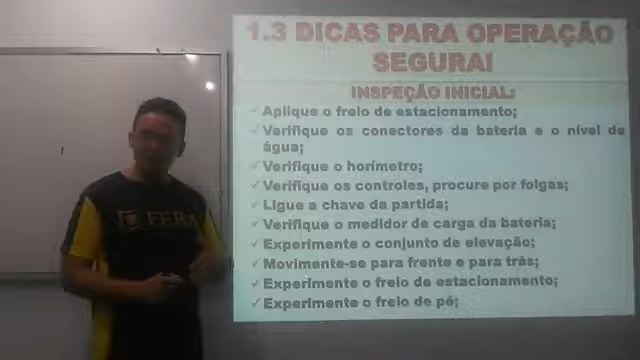 1.3 DICAS PARA OPERAÇÃO
SEGURA!
INSPEÇÃO INICIAL:
✓ Aplique o freio de estacionamento;
✓ Verifique os conectores da bateria e o nível de
água;
✓ Verifique o horímetro;
✓ Verifique os controles, procure por folgas;
✓ Ligue a chave da partida;
✓ Verifique o medidor de carga da bateria;
✓ Experimente o conjunto de elevação;
✓ Movimente-se para frente e para trás;
✓ Experimente o freio de estacionamento;
✓ Experimente o freio de pé;